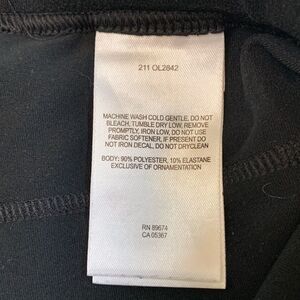 211 OL2842
MACHINE WASH COLD GENTLE, DO NOT
BLEACH, TUMBLE DRY LOW, REMOVE
PROMPTLY, IRON LOW, DO NOT USE
FABRIC SOFTENER, IF PRESENT DO
NOT IRON DECAL, DO NOT DRYCLEAN
BODY: 90% POLYESTER, 10% ELASTANE
EXCLUSIVE OF ORNAMENTATION
RN 89674
CA 05367